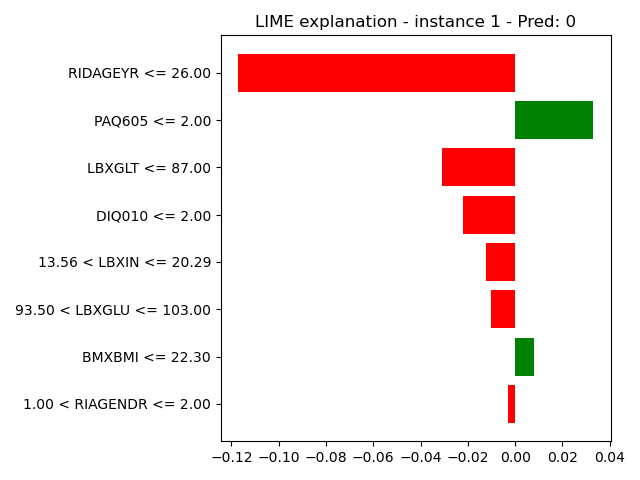 LIME explanation - instance 1 - Pred: 0
RIDAGEYR <= 26.00
PAQ605 <= 2.00
LBXGLT <= 87.00
DIQ010 <= 2.00
13.56 < LBXIN <= 20.29
93.50 < LBXGLU <= 103.00
BMXBMI <= 22.30
1.00 < RIAGENDR <= 2.00
−0.12 −0.10 −0.08 −0.06 −0.04 −0.02 0.00 0.02 0.04